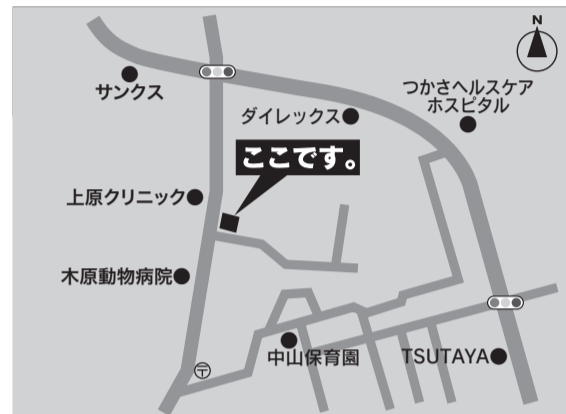 N
サンクス
つかさヘルスケア
ホスピタル
ダイレックス
ここです。
上原クリニック
木原動物病院
〒
中山保育園
TSUTAYA